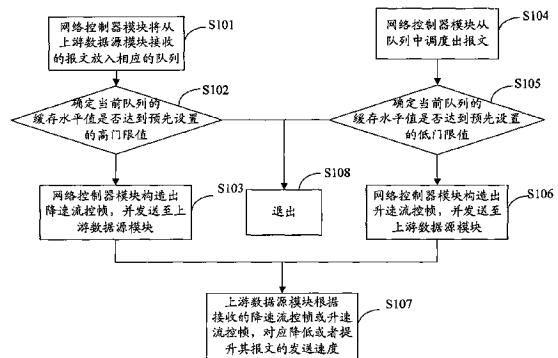 S101
网络控制器模块将从
上游数据源模块接收
的报文放入相应的队列
S104
网络控制器模块从
队列中调度出报文
S102
确定当前队列的
缓存水平值是否达到预先设置
的高门限值
S105
确定当前队列的
缓存水平值是否达到预先设置
的低门限值
S103
网络控制器模块构造出
降速流控帧，并发送至上
游数据源模块
S108
退出
S106
网络控制器模块构造出
升速流控帧，并发送至
上游数据源模块
S107
上游数据源模块根据
接收的降速流控帧或升速
流控帧，对应降低或者提
升其报文的发送速度